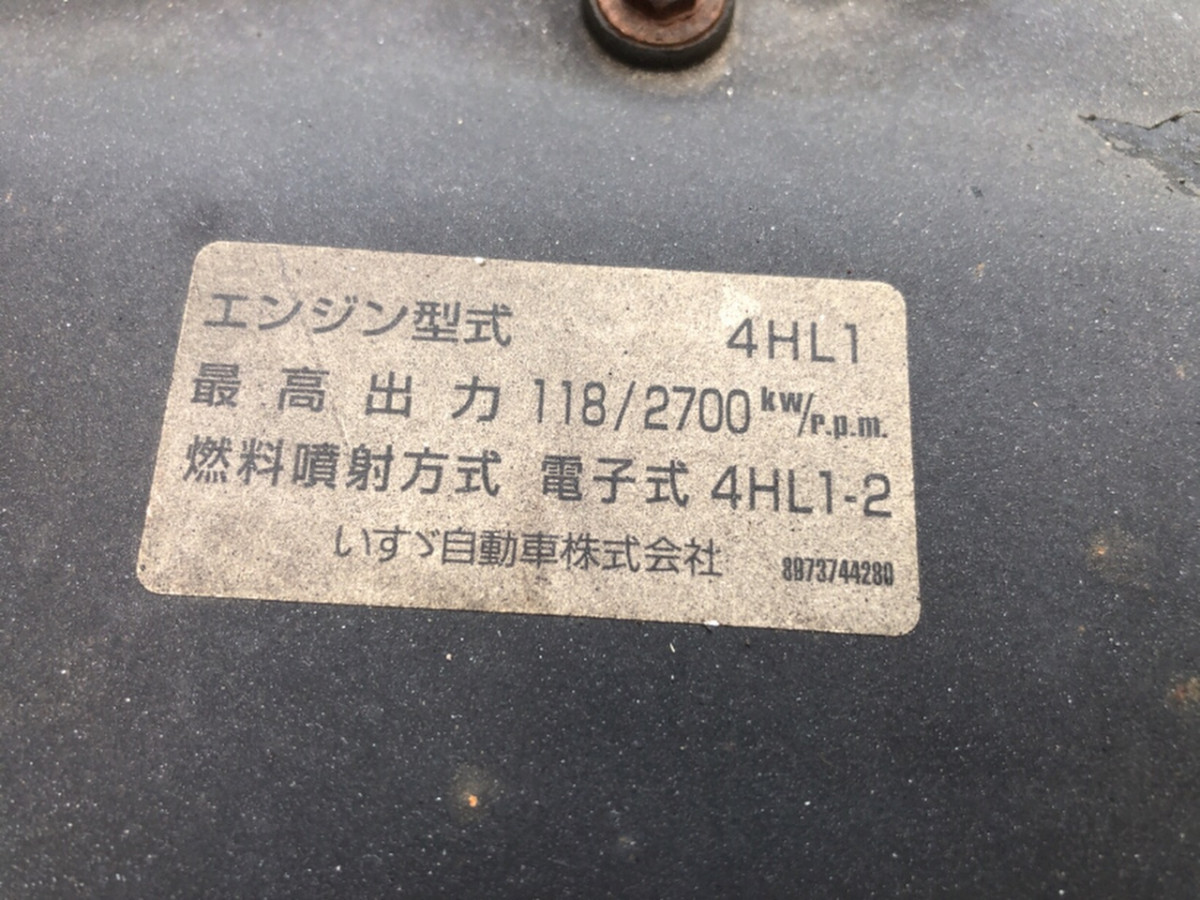 エンジン型式 4HL1
最高出力 118/2700 kW/r.p.m.
燃料噴射方式 電子式 4HL1-2
いすゞ自動車株式会社 8973744280